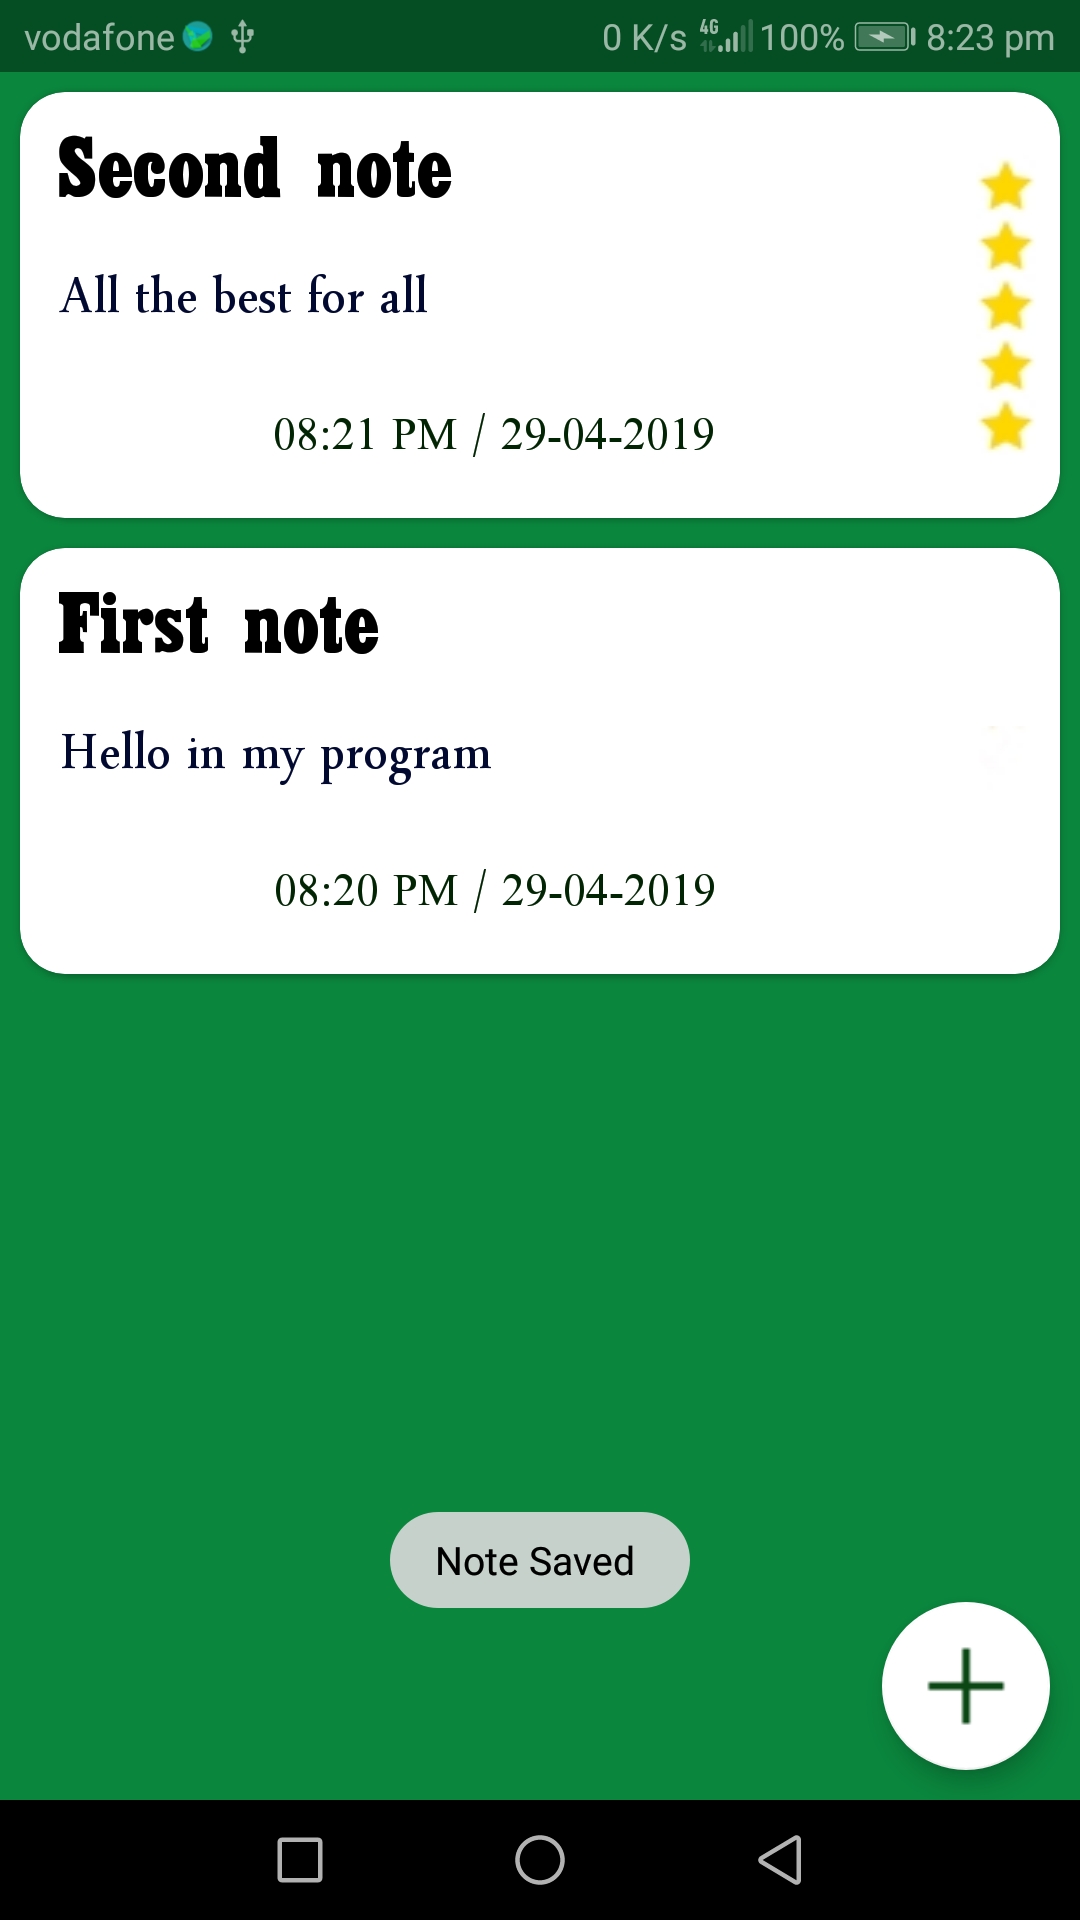 vodafone 0 K/s 4G 100% 8:23 pm
Second note
All the best for all
08:21 PM / 29-04-2019
First note
Hello in my program
08:20 PM / 29-04-2019
Note Saved